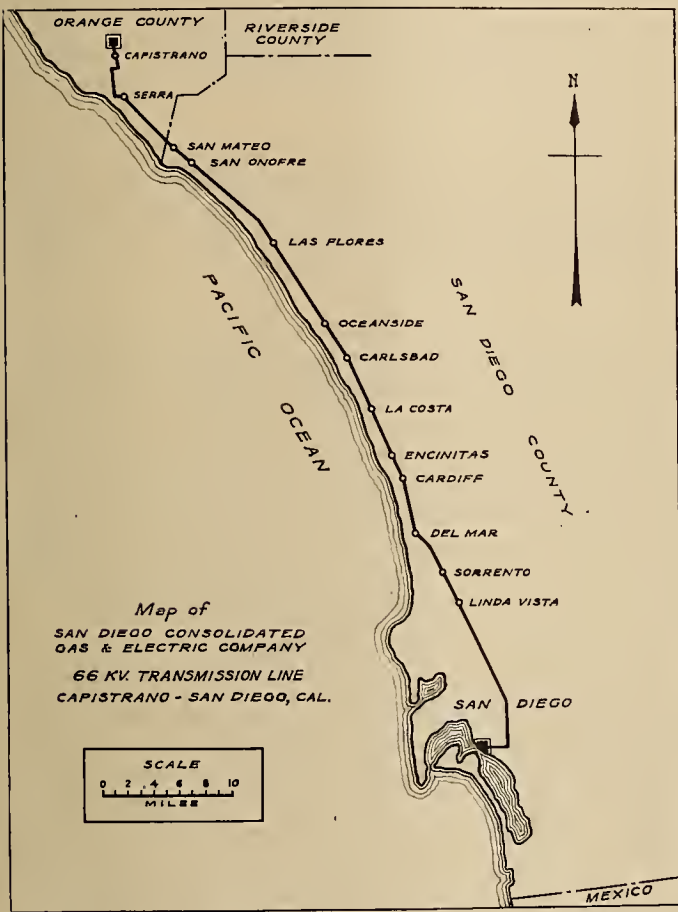 ORANGE COUNTY
RIVERSIDE
COUNTY
CAPISTRANO
SERRA
N
SAN MATEO
SAN ONOFRE
LAS FLORES
PACIFIC OCEAN
SAN DIEGO COUNTY
OCEANSIDE
CARLSBAD
LA COSTA
ENCINITAS
CARDIFF
DEL MAR
SORRENTO
LINDA VISTA
Map of
SAN DIEGO CONSOLIDATED
GAS & ELECTRIC COMPANY
66 KV. TRANSMISSION LINE
CAPISTRANO - SAN DIEGO, CAL.
SAN DIEGO
SCALE
0 2 4 6 8 10
MILES
MEXICO